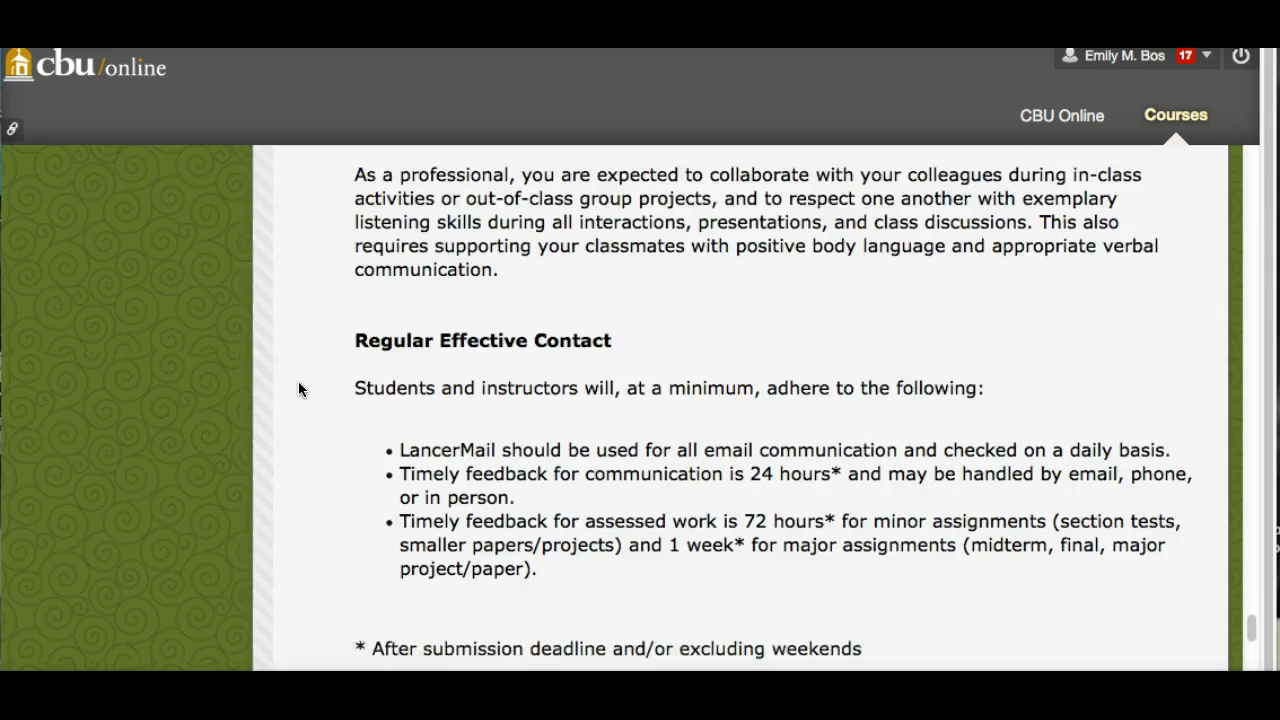 cbu/online
Emily M. Bos 17
CBU Online Courses
As a professional, you are expected to collaborate with your colleagues during in-class
activities or out-of-class group projects, and to respect one another with exemplary
listening skills during all interactions, presentations, and class discussions. This also
requires supporting your classmates with positive body language and appropriate verbal
communication.
Regular Effective Contact
Students and instructors will, at a minimum, adhere to the following:
• LancerMail should be used for all email communication and checked on a daily basis.
• Timely feedback for communication is 24 hours* and may be handled by email, phone,
or in person.
• Timely feedback for assessed work is 72 hours* for minor assignments (section tests,
smaller papers/projects) and 1 week* for major assignments (midterm, final, major
project/paper).
* After submission deadline and/or excluding weekends